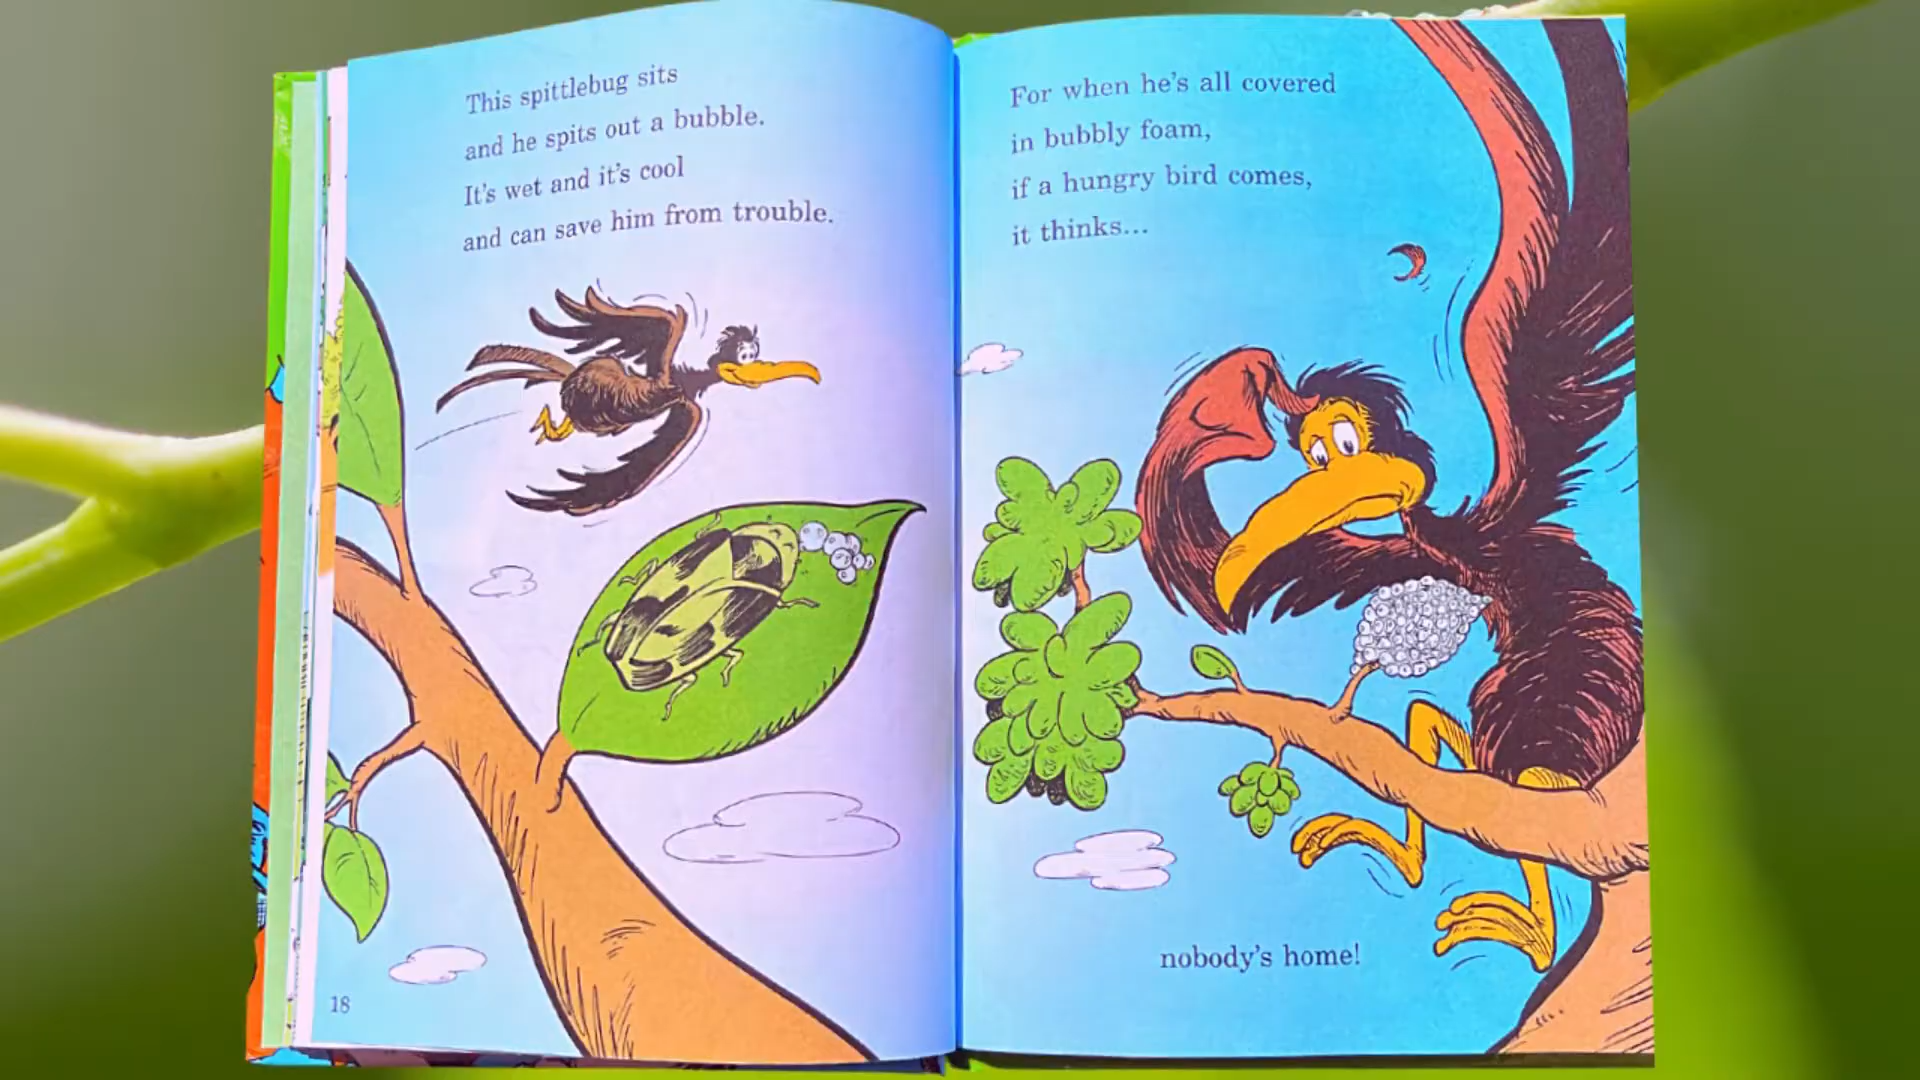 This spittlebug sits
and he spits out a bubble.
It's wet and it's cool
and can save him from trouble.
18
For when he's all covered
in bubbly foam,
if a hungry bird comes,
it thinks...
nobody's home!